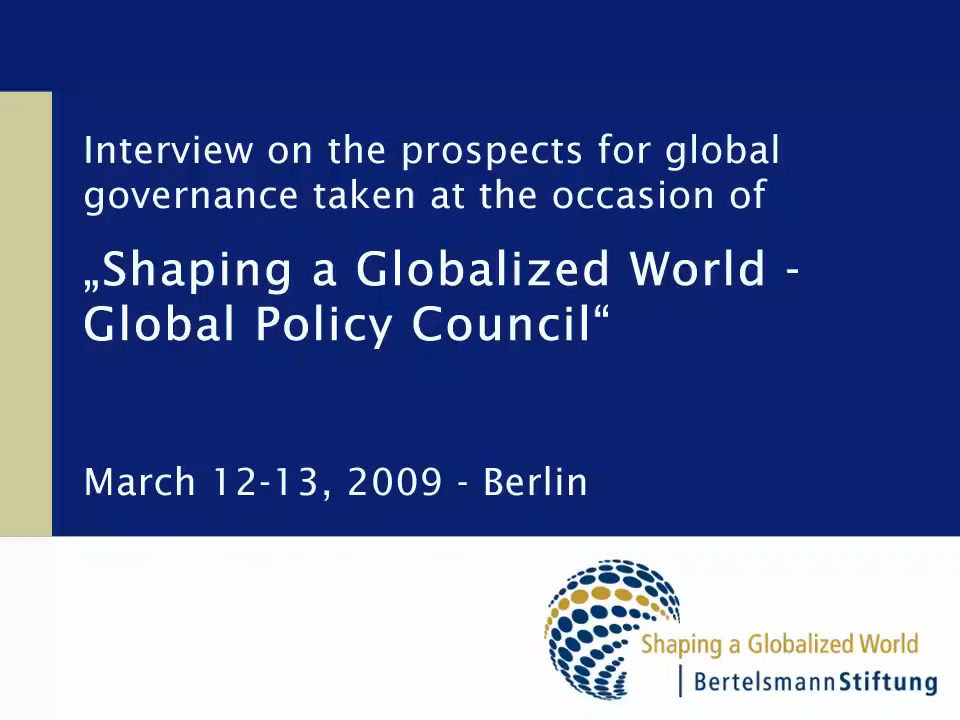 Interview on the prospects for global
governance taken at the occasion of
„Shaping a Globalized World -
Global Policy Council“
March 12-13, 2009 - Berlin
Shaping a Globalized World
BertelsmannStiftung